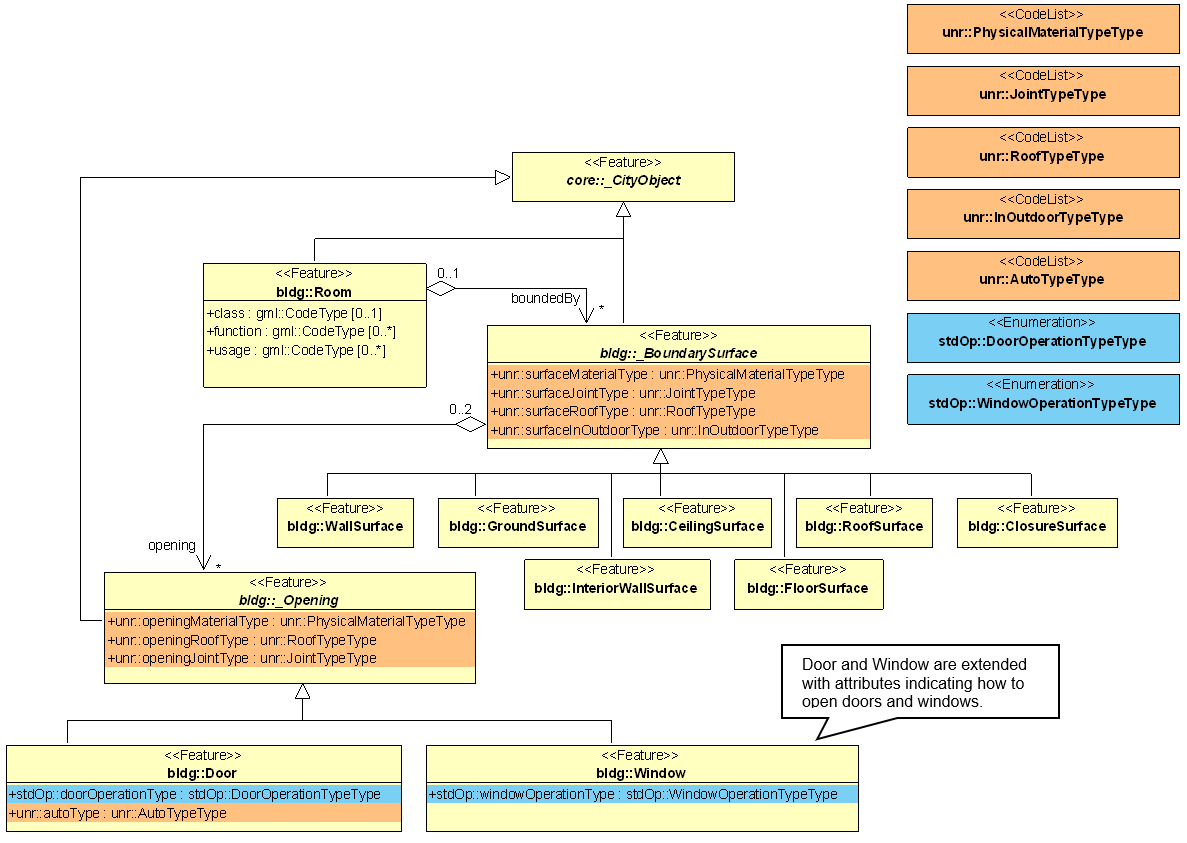 <<CodeList>>
unr::PhysicalMaterialTypeType
<<CodeList>>
unr::JointTypeType
<<CodeList>>
unr::RoofTypeType
<<CodeList>>
unr::InOutdoorTypeType
<<CodeList>>
unr::AutoTypeType
<<Enumeration>>
stdOp::DoorOperationTypeType
<<Enumeration>>
stdOp::WindowOperationTypeType
<<Feature>>
core::_CityObject
<<Feature>>
bldg::Room
+class : gml::CodeType [0..1]
+function : gml::CodeType [0..*]
+usage : gml::CodeType [0..*]
0..1
boundedBy
*
<<Feature>>
bldg::_BoundarySurface
+unr::surfaceMaterialType : unr::PhysicalMaterialTypeType
+unr::surfaceJointType : unr::JointTypeType
+unr::surfaceRoofType : unr::RoofTypeType
+unr::surfaceInOutdoorType : unr::InOutdoorTypeType
0..2
opening
*
<<Feature>>
bldg::WallSurface
<<Feature>>
bldg::GroundSurface
<<Feature>>
bldg::CeilingSurface
<<Feature>>
bldg::RoofSurface
<<Feature>>
bldg::ClosureSurface
<<Feature>>
bldg::InteriorWallSurface
<<Feature>>
bldg::FloorSurface
<<Feature>>
bldg::_Opening
+unr::openingMaterialType : unr::PhysicalMaterialTypeType
+unr::openingRoofType : unr::RoofTypeType
+unr::openingJointType : unr::JointTypeType
Door and Window are extended
with attributes indicating how to
open doors and windows.
<<Feature>>
bldg::Door
+stdOp::doorOperationType : stdOp::DoorOperationTypeType
+unr::autoType : unr::AutoTypeType
<<Feature>>
bldg::Window
+stdOp::windowOperationType : stdOp::WindowOperationTypeType